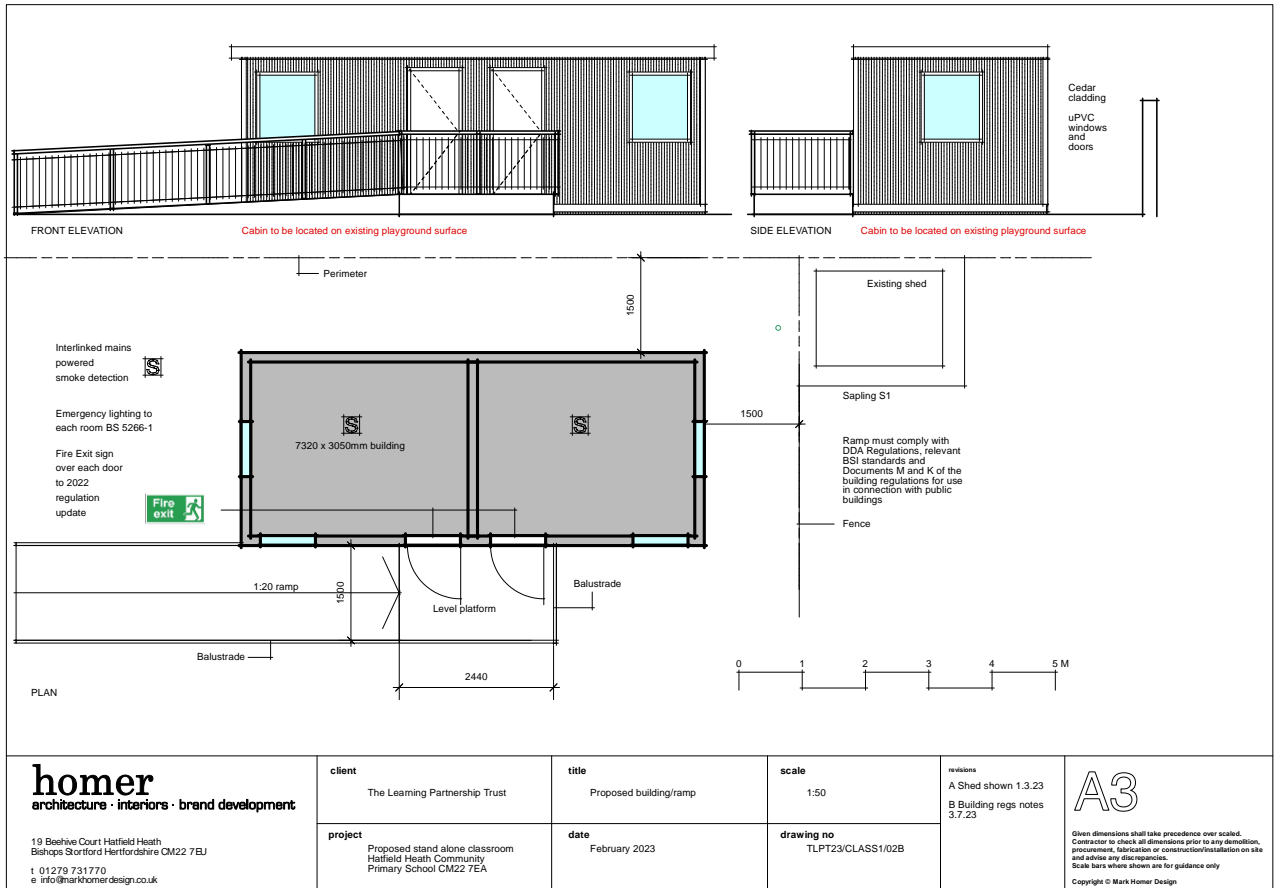 Cedar
cladding
uPVC
windows
and
doors
FRONT ELEVATION
Cabin to be located on existing playground surface
SIDE ELEVATION
Cabin to be located on existing playground surface
Perimeter
1500
Existing shed
Interlinked mains
powered
smoke detection
S
Emergency lighting to
each room BS 5266-1
Fire Exit sign
over each door
to 2022
regulation
update
Fire
exit
S
S
7320 x 3050mm building
1500
Sapling S1
Ramp must comply with
DDA Regulations, relevant
BSI standards and
Documents M and K of the
building regulations for use
in connection with public
buildings
Fence
1:20 ramp
1500
Level platform
Balustrade
Balustrade
2440
0 1 2 3 4 5 M
PLAN
homer
architecture · interiors · brand development
19 Beehive Court Hatfield Heath
Bishops Stortford Hertfordshire CM22 7EU
t 01279 731770
e info@markhomerdesign.co.uk
client
The Learning Partnership Trust
project
Proposed stand alone classroom
Hatfield Heath Community
Primary School CM22 7EA
title
Proposed building/ramp
date
February 2023
scale
1:50
drawing no
TLPT23/CLASS1/02B
revisions
A Shed shown 1.3.23
B Building regs notes
3.7.23
A3
Given dimensions shall take precedence over scaled.
Contractor to check all dimensions prior to any demolition,
procurement, fabrication or construction/installation on site
and advise any discrepancies.
Scale bars where shown are for guidance only
Copyright © Mark Homer Design